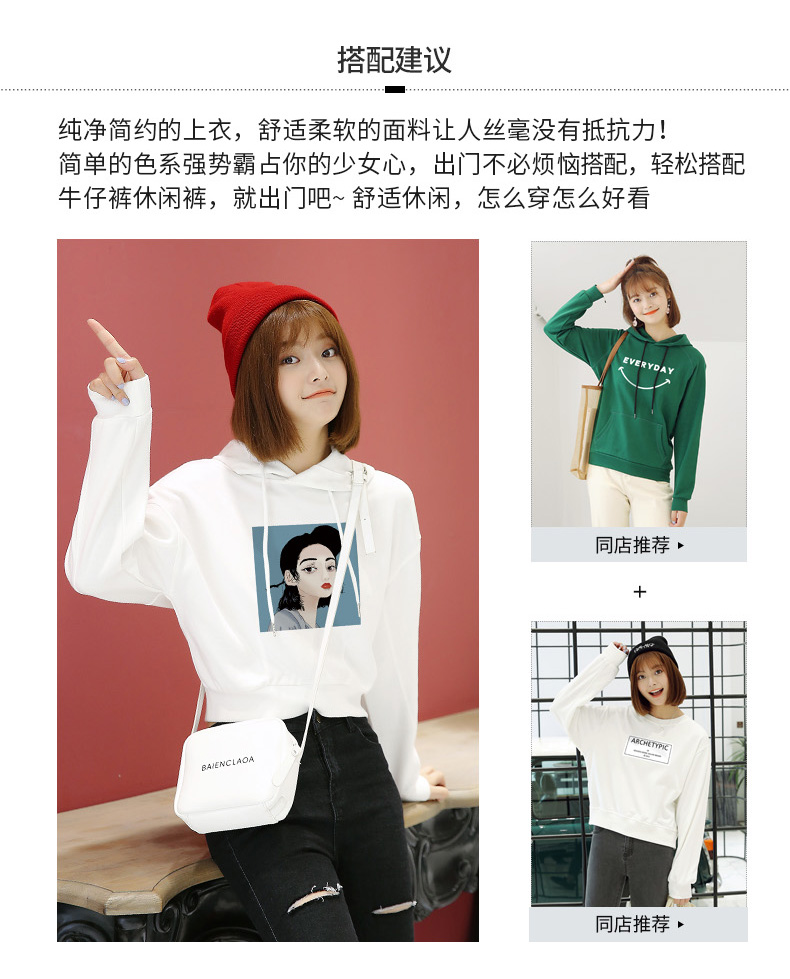 搭配建议
纯净简约的上衣，舒适柔软的面料让人丝毫没有抵抗力！
简单的色系强势霸占你的少女心，出门不必烦恼搭配，轻松搭配
牛仔裤休闲裤，就出门吧~ 舒适休闲，怎么穿怎么好看
BAIENCLAOA
EVERYDAY
同店推荐 ▸
+
ARCHETYPIC
同店推荐 ▸